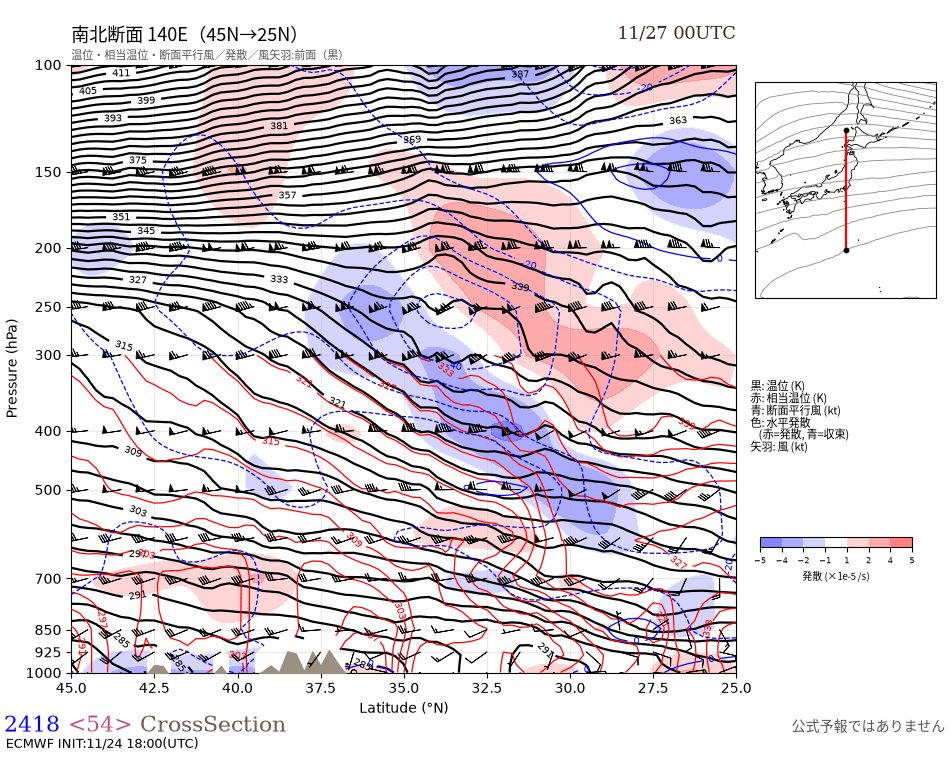 南北断面 140E（45N→25N）
11/27 00UTC
温位・相当温位・断面平行風／発散／風矢羽:前面（黒）
100
150
200
250
300
400
500
700
850
925
1000
Pressure (hPa)
45.0 42.5 40.0 37.5 35.0 32.5 30.0 27.5 25.0
Latitude (°N)
411
405
399
393
387
381
375
369
363
357
351
345
339
333
327
321
315
309
303
297
291
285
-20
0
-40
黒: 温位 (K)
赤: 相当温位 (K)
青: 断面平行風 (kt)
色: 水平発散
(赤=発散, 青=収束)
矢羽: 風 (kt)
−5 −4 −2 −1 1 2 4 5
発散 (×1e-5 /s)
2418 <54> CrossSection
ECMWF INIT:11/24 18:00(UTC)
公式予報ではありません